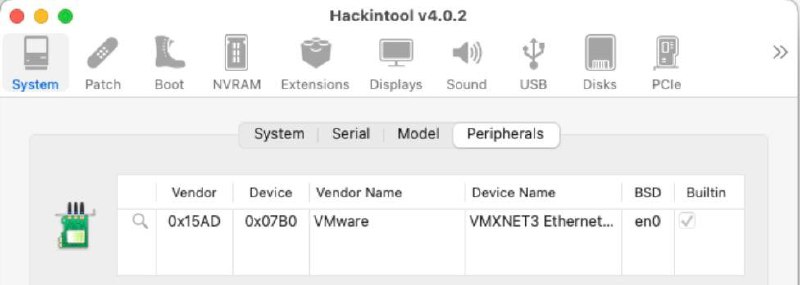 Hackintool v4.0.2
System Patch Boot NVRAM Extensions Displays Sound USB Disks PCIe
System Serial Model Peripherals
Vendor Device Vendor Name Device Name BSD Builtin
0x15AD 0x07B0 VMware VMXNET3 Ethernet... en0